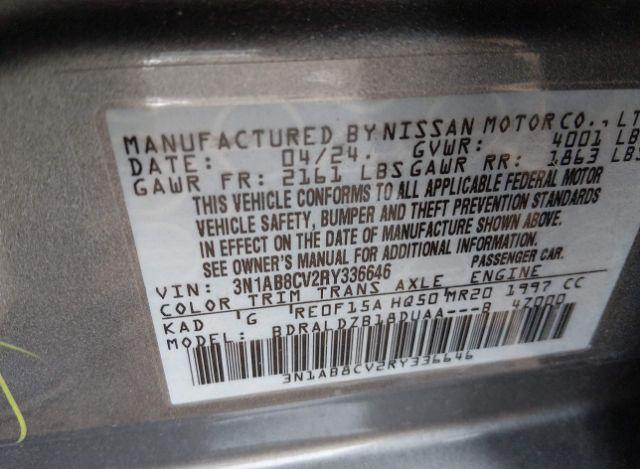 MANUFACTURED BY NISSAN MOTOR CO., LT
DATE: 04/24. GVWR: 4001 LB
GAWR FR: 2161 LBS GAWR RR: 1863 LBS
THIS VEHICLE CONFORMS TO ALL APPLICABLE FEDERAL MOTOR
VEHICLE SAFETY, BUMPER AND THEFT PREVENTION STANDARDS
IN EFFECT ON THE DATE OF MANUFACTURE SHOWN ABOVE.
SEE OWNER'S MANUAL FOR ADDITIONAL INFORMATION.
VIN: 3N1AB8CV2RY336646 PASSENGER CAR.
COLOR TRIM TRANS AXLE ENGINE
KAD G RE0F15A HQ50 MR20 1997 CC
MODEL: BDRALDZB18DUAA---B 47000
3N1AB8CV2RY336646